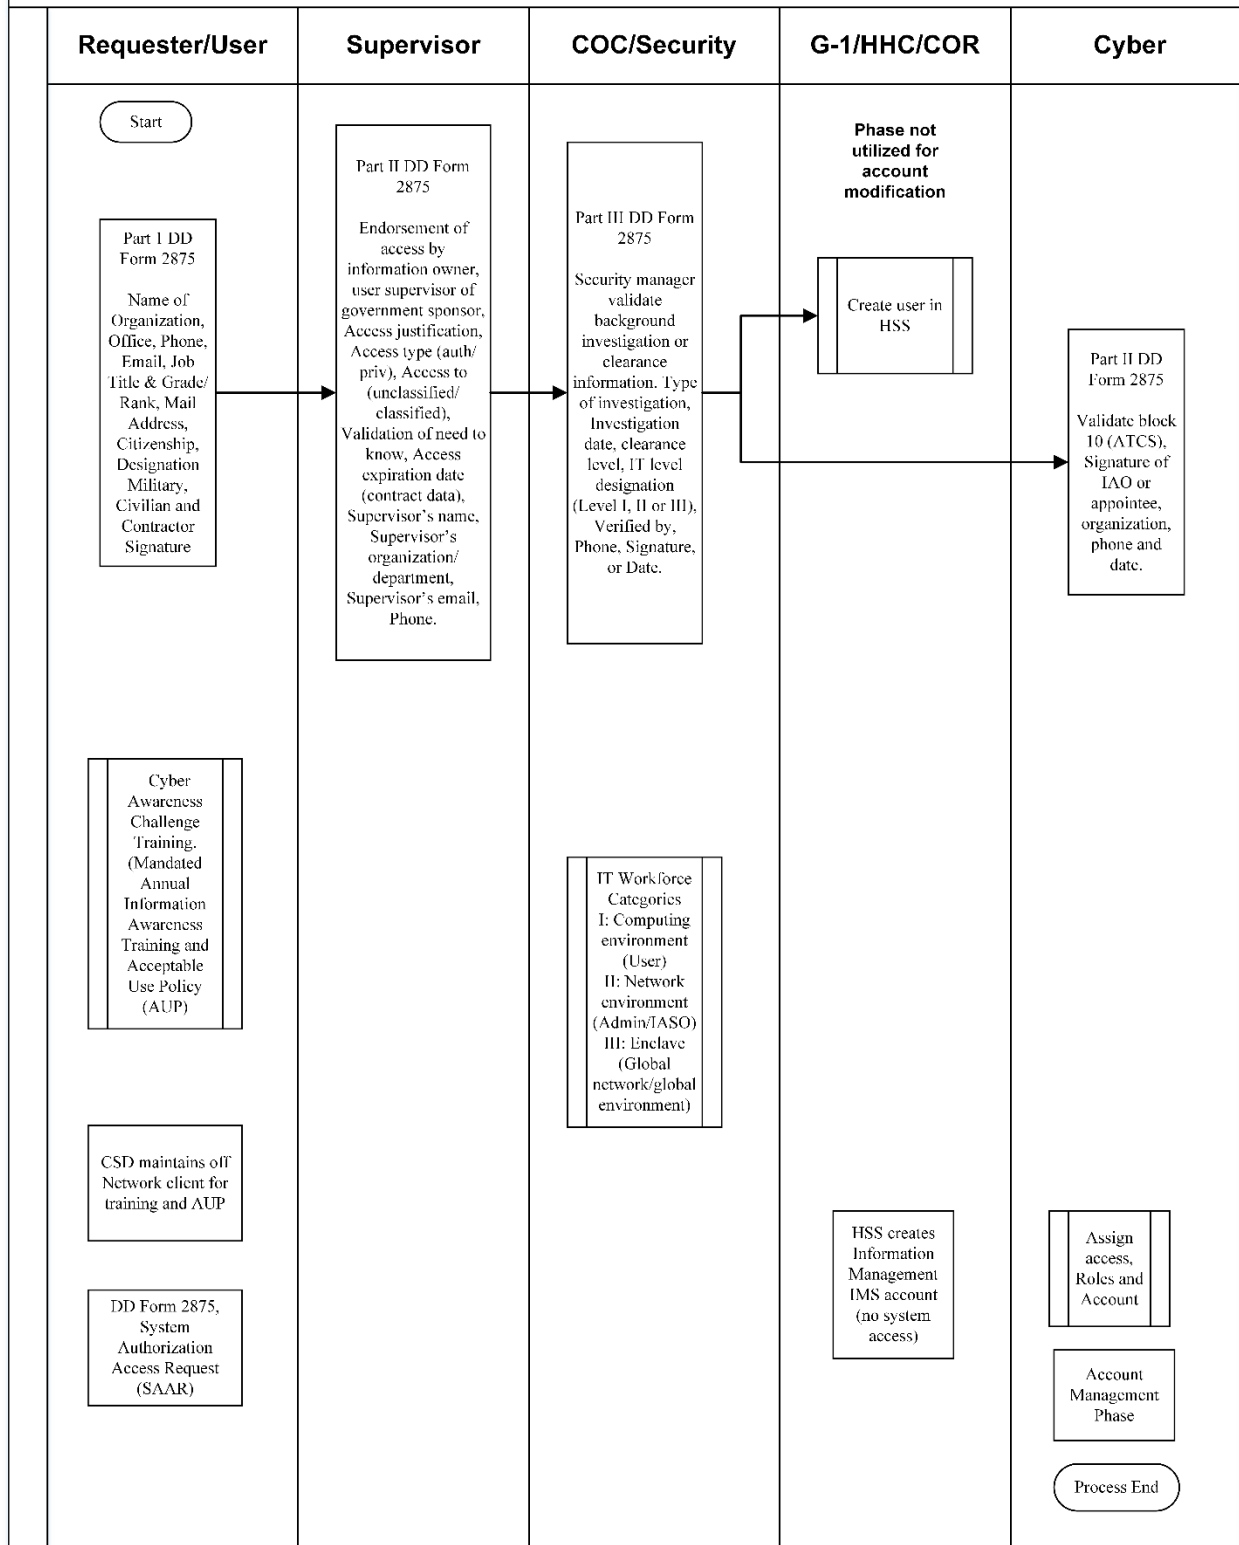 Requester/User
Supervisor
COC/Security
G-1/HHC/COR
Cyber
Start
Part I DD
Form 2875
Name of
Organization,
Office, Phone,
Email, Job
Title & Grade/
Rank, Mail
Address,
Citizenship,
Designation
Military,
Civilian and
Contractor
Signature
Part II DD Form
2875
Endorsement of
access by
information owner,
user supervisor of
government sponsor,
Access justification,
Access type (auth/
priv), Access to
(unclassified/
classified),
Validation of need to
know, Access
expiration date
(contract data),
Supervisor's name,
Supervisor's
organization/
department,
Supervisor's email,
Phone.
Part III DD Form
2875
Security manager
validate
background
investigation or
clearance
information. Type
of investigation,
Investigation
date, clearance
level, IT level
designation
(Level I, II or III),
Verified by,
Phone, Signature,
or Date.
Phase not
utilized for
account
modification
Create user in
HSS
Part II DD
Form 2875
Validate block
10 (ATCS),
Signature of
IAO or
appointee,
organization,
phone and
date.
Cyber
Awareness
Challenge
Training.
(Mandated
Annual
Information
Awareness
Training and
Acceptable
Use Policy
(AUP)
IT Workforce
Categories
I: Computing
environment
(User)
II: Network
environment
(Admin/IASO)
III: Enclave
(Global
network/global
environment)
CSD maintains off
Network client for
training and AUP
DD Form 2875,
System
Authorization
Access Request
(SAAR)
HSS creates
Information
Management
IMS account
(no system
access)
Assign
access,
Roles and
Account
Account
Management
Phase
Process End